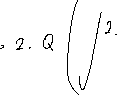 , 2. Q ( √ 2.